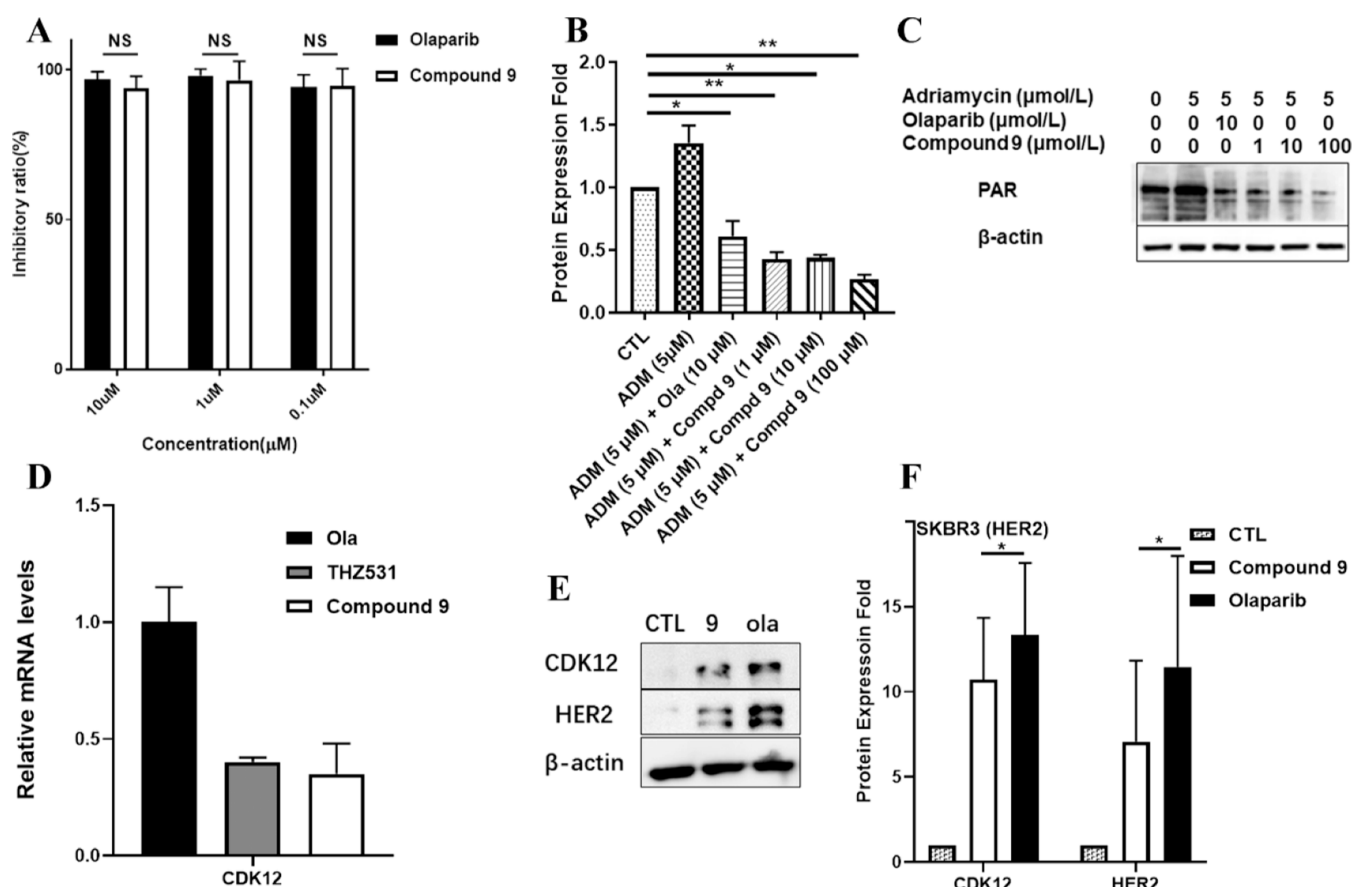 A
NS NS NS
Olaparib
Compound 9
100
50
0
Inhibitory ratio(%)
10uM 1uM 0.1uM
Concentration(μM)
B
**
*
**
*
2.0
1.5
1.0
0.5
0.0
Protein Expression Fold
CTL
ADM (5μM)
ADM (5 μM) + Ola (10 μM)
ADM (5 μM) + Compd 9 (1 μM)
ADM (5 μM) + Compd 9 (10 μM)
ADM (5 μM) + Compd 9 (100 μM)
C
Adriamycin (μmol/L) 0 5 5 5 5 5
Olaparib (μmol/L) 0 0 10 0 0 0
Compound 9 (μmol/L) 0 0 0 1 10 100
PAR
β-actin
D
1.5
1.0
0.5
0.0
Relative mRNA levels
Ola
THZ531
Compound 9
CDK12
E
CTL 9 ola
CDK12
HER2
β-actin
F
SKBR3 (HER2)
* *
CTL
Compound 9
Olaparib
15
10
5
0
Protein Expressoin Fold
CDK12 HER2